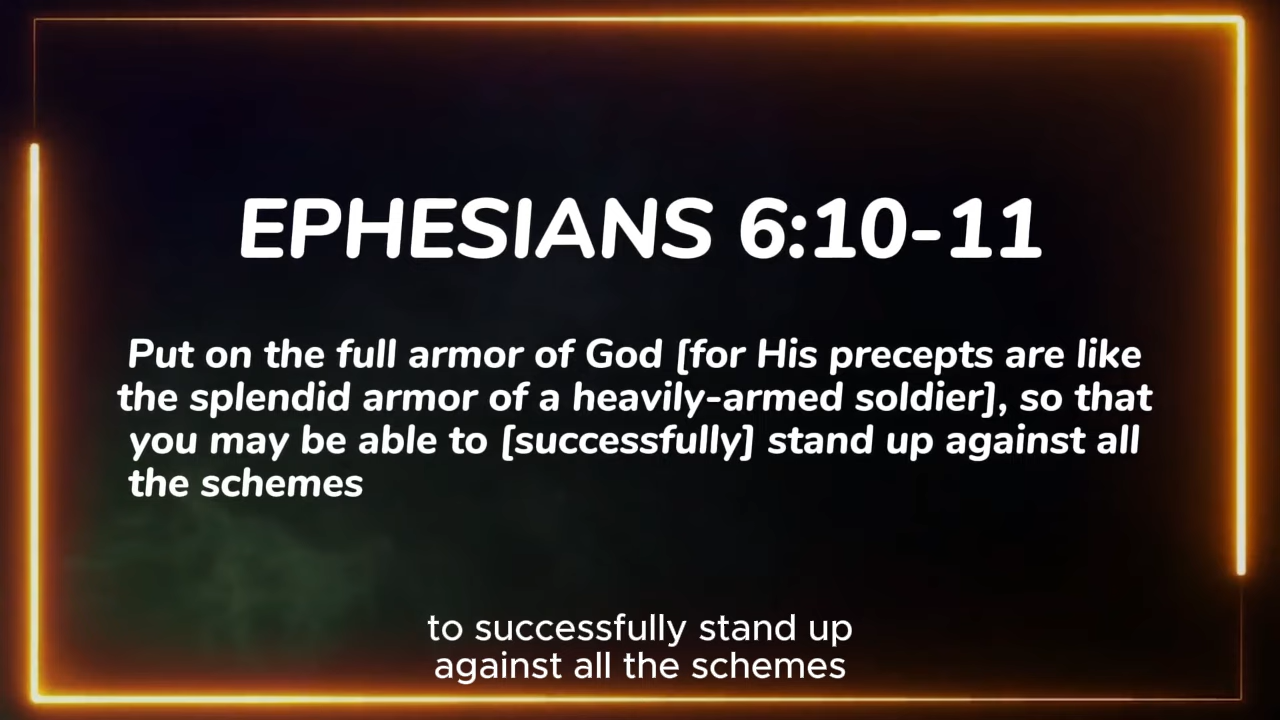 EPHESIANS 6:10-11
Put on the full armor of God [for His precepts are like
the splendid armor of a heavily-armed soldier], so that
you may be able to [successfully] stand up against all
the schemes
to successfully stand up
against all the schemes